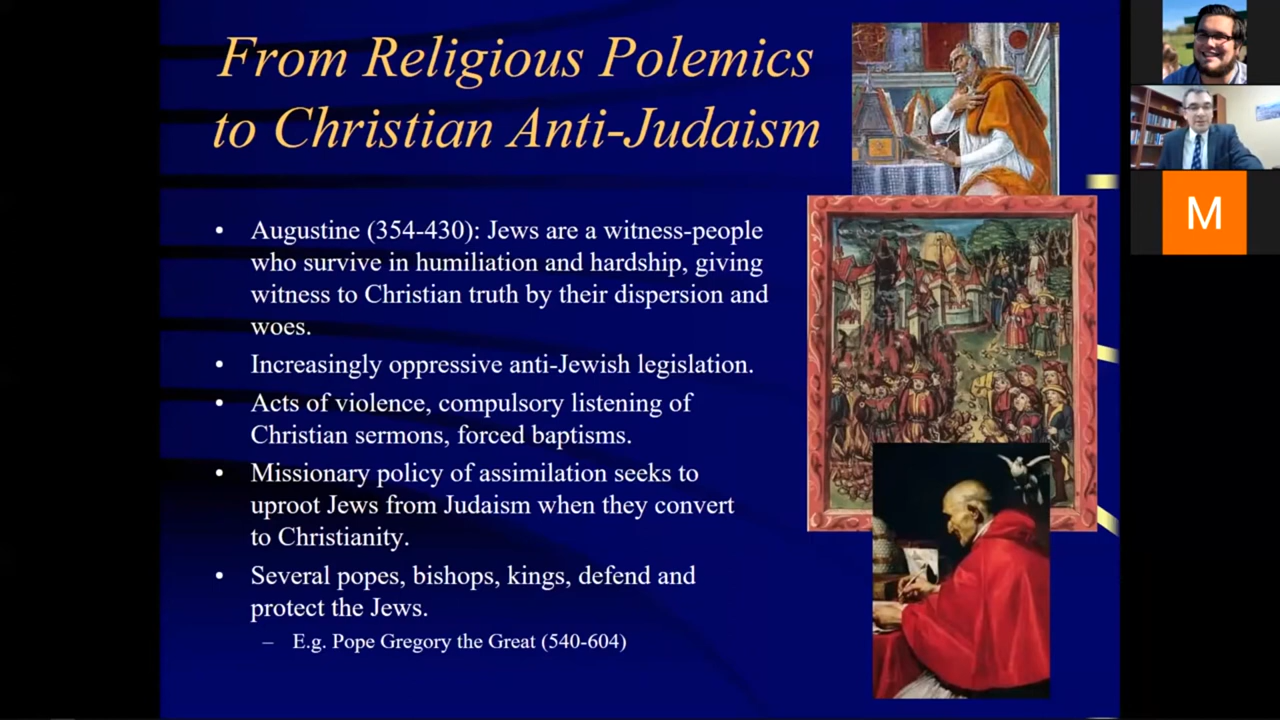 From Religious Polemics
to Christian Anti-Judaism
• Augustine (354-430): Jews are a witness-people
who survive in humiliation and hardship, giving
witness to Christian truth by their dispersion and
woes.
• Increasingly oppressive anti-Jewish legislation.
• Acts of violence, compulsory listening of
Christian sermons, forced baptisms.
• Missionary policy of assimilation seeks to
uproot Jews from Judaism when they convert
to Christianity.
• Several popes, bishops, kings, defend and
protect the Jews.
– E.g. Pope Gregory the Great (540-604)
M